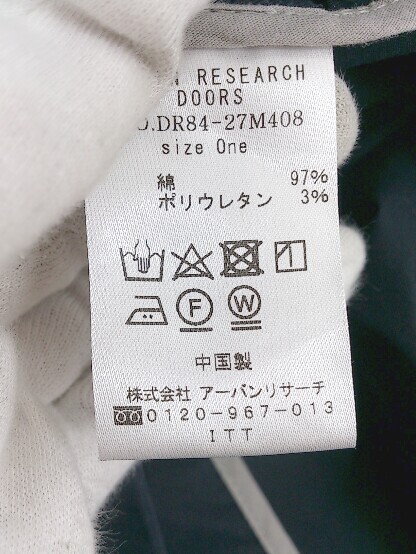 RESEARCH
DOORS
.DR84-27M408
size One
綿 97%
ポリウレタン 3%
F W
中国製
株式会社 アーバンリサーチ
0120-967-013
ITT